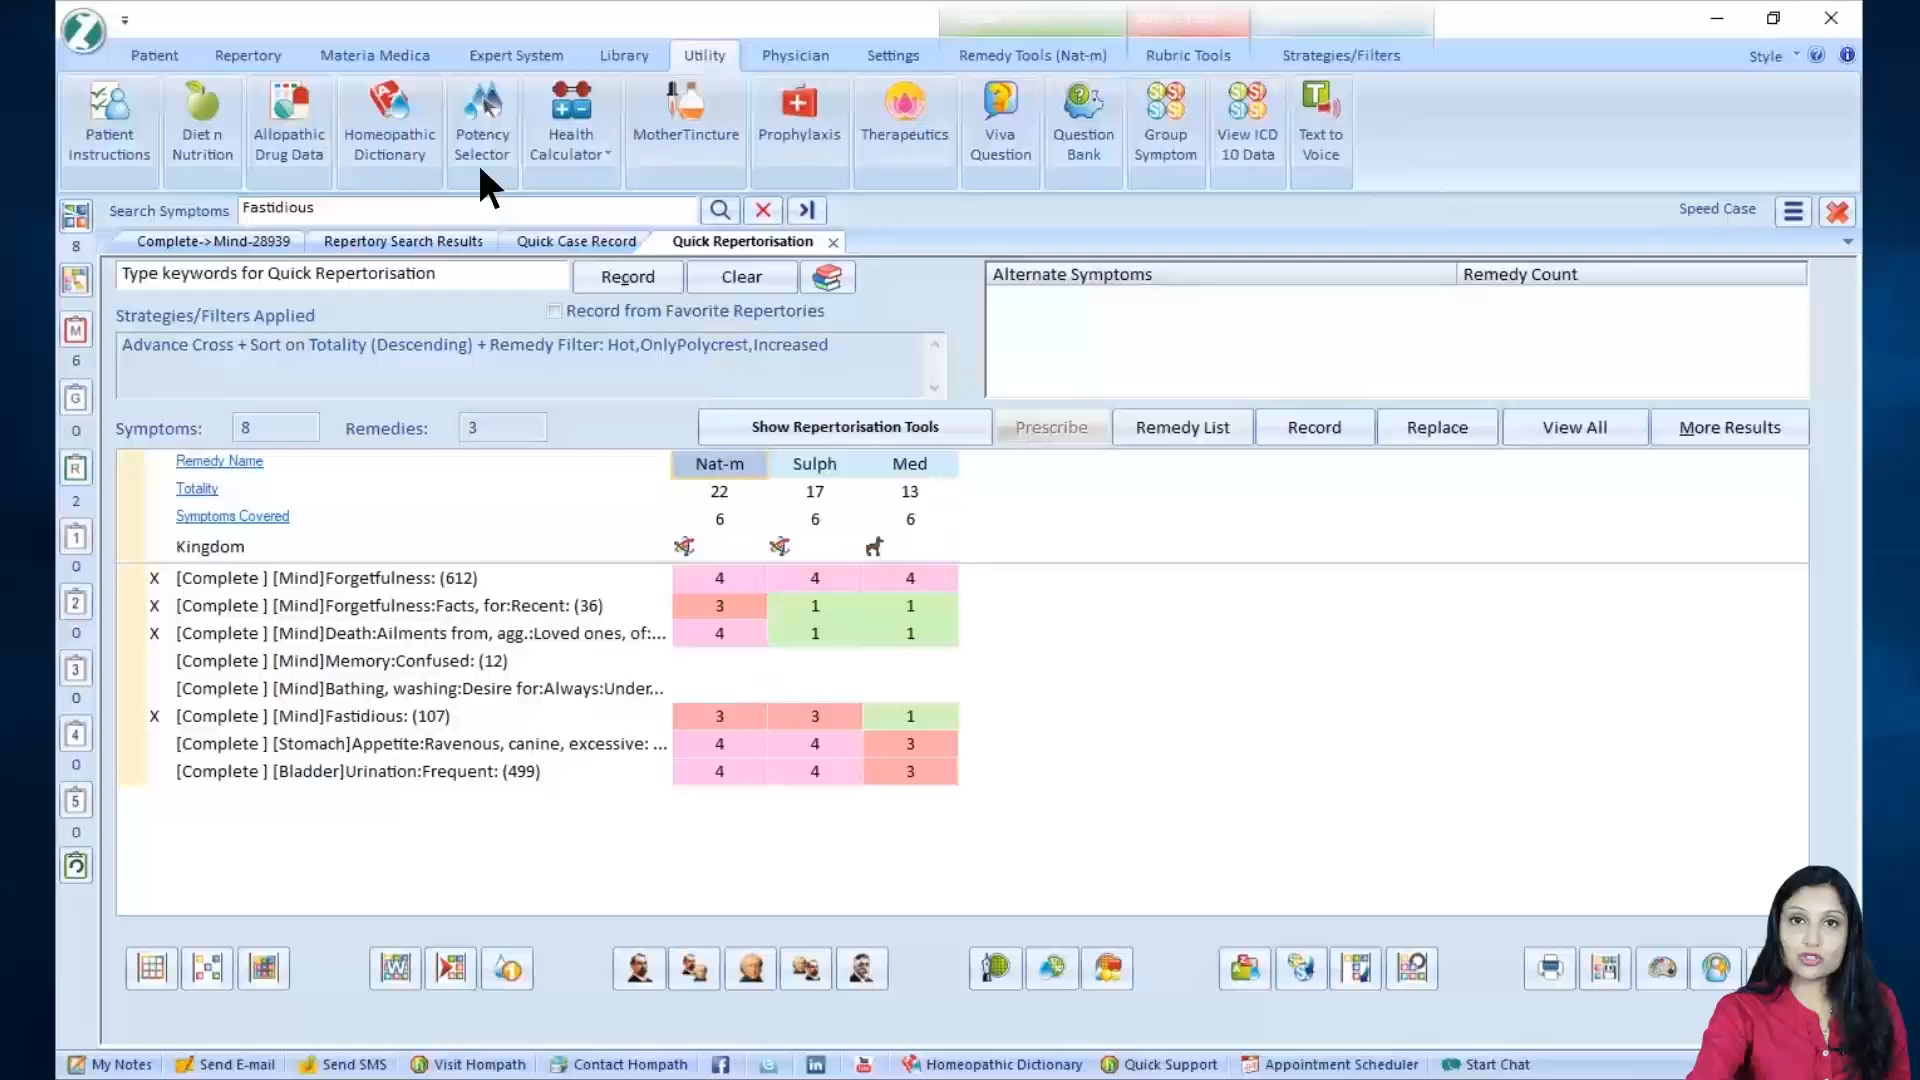 Patient Repertory Materia Medica Expert System Library Utility Physician Settings Remedy Tools (Nat-m) Rubric Tools Strategies/Filters Style
Patient Instructions
Diet n Nutrition
Allopathic Drug Data
Homeopathic Dictionary
Potency Selector
Health Calculator
MotherTincture
Prophylaxis
Therapeutics
Viva Question
Question Bank
Group Symptom
View ICD 10 Data
Text to Voice
Search Symptoms Fastidious Speed Case
Complete->Mind-28939 Repertory Search Results Quick Case Record Quick Repertorisation
Type keywords for Quick Repertorisation Record Clear
Alternate Symptoms Remedy Count
Strategies/Filters Applied Record from Favorite Repertories
Advance Cross + Sort on Totality (Descending) + Remedy Filter: Hot,OnlyPolycrest,Increased
Symptoms: 8 Remedies: 3 Show Repertorisation Tools Prescribe Remedy List Record Replace View All More Results
Remedy Name Nat-m Sulph Med
Totality 22 17 13
Symptoms Covered 6 6 6
Kingdom
X [Complete ] [Mind]Forgetfulness: (612) 4 4 4
X [Complete ] [Mind]Forgetfulness:Facts, for:Recent: (36) 3 1 1
X [Complete ] [Mind]Death:Ailments from, agg.:Loved ones, of:... 4 1 1
[Complete ] [Mind]Memory:Confused: (12)
[Complete ] [Mind]Bathing, washing:Desire for:Always:Under...
X [Complete ] [Mind]Fastidious: (107) 3 3 1
[Complete ] [Stomach]Appetite:Ravenous, canine, excessive: ... 4 4 3
[Complete ] [Bladder]Urination:Frequent: (499) 4 4 3
8
M
6
G
0
R
2
1
0
2
0
3
0
4
0
5
0
My Notes Send E-mail Send SMS Visit Hompath Contact Hompath Homeopathic Dictionary Quick Support Appointment Scheduler Start Chat